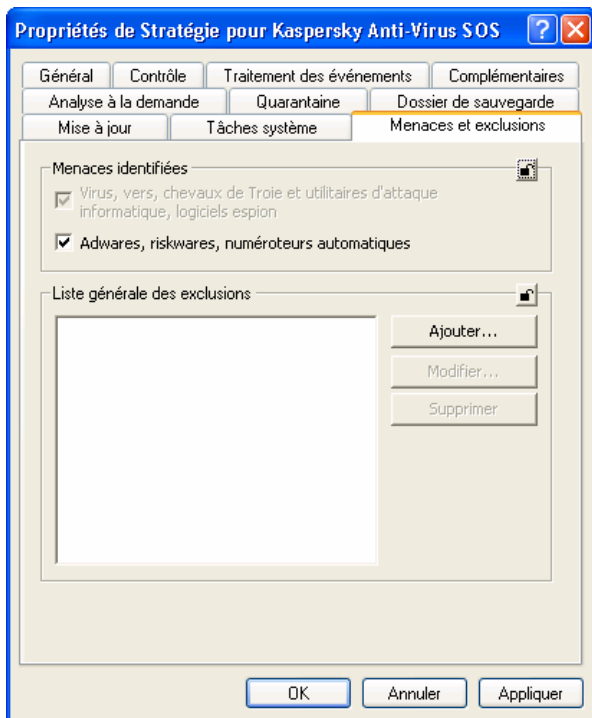 Propriétés de Stratégie pour Kaspersky Anti-Virus SOS
Général Contrôle Traitement des événements Complémentaires
Analyse à la demande Quarantaine Dossier de sauvegarde
Mise à jour Tâches système Menaces et exclusions
Menaces identifiées
Virus, vers, chevaux de Troie et utilitaires d'attaque
informatique, logiciels espion
Adwares, riskwares, numéroteurs automatiques
Liste générale des exclusions
Ajouter...
Modifier...
Supprimer
OK Annuler Appliquer